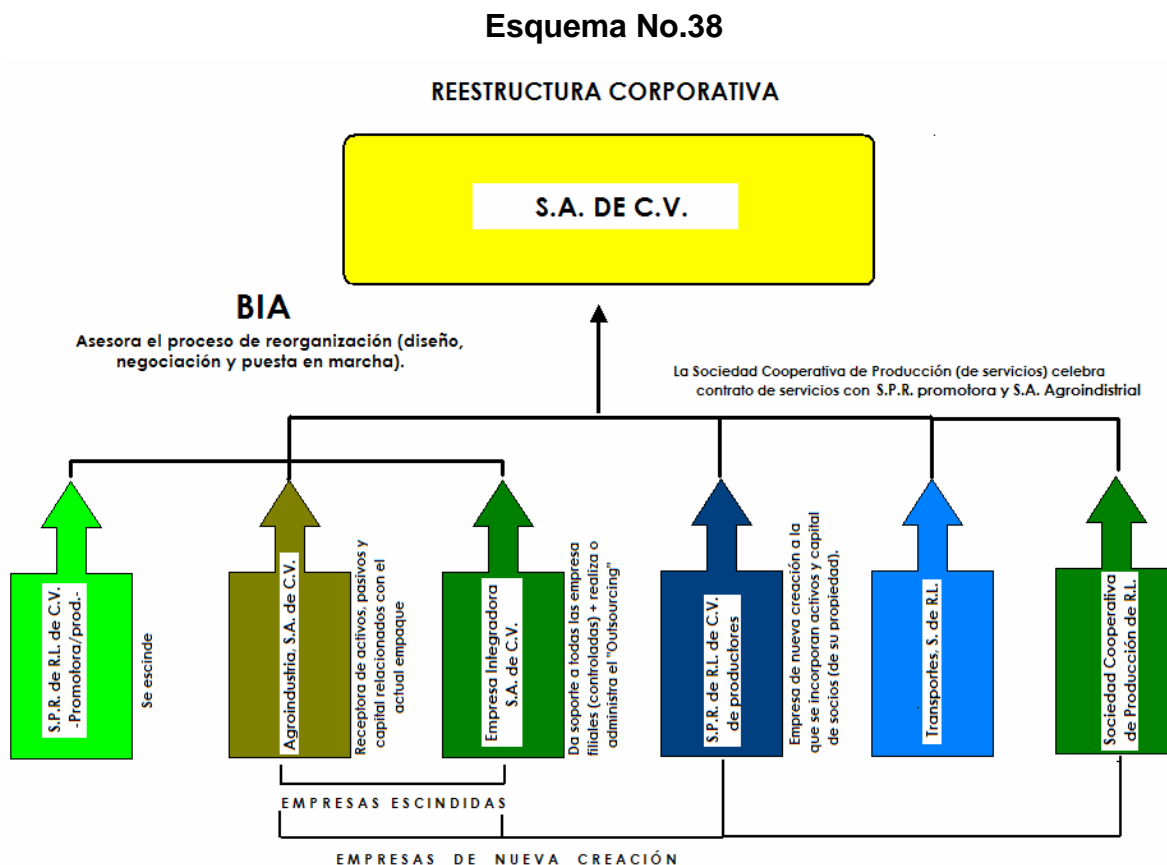 Esquema No.38
REESTRUCTURA CORPORATIVA
S.A. DE C.V.
BIA
Asesora el proceso de reorganización (diseño,
negociación y puesta en marcha).
La Sociedad Cooperativa de Producción (de servicios) celebra
contrato de servicios con S.P.R. promotora y S.A. Agroindistrial
S.P.R. de R.L. de C.V.
-Promotora/prod.-
Se escinde
Agroindustria, S.A. de C.V.
Receptora de activos, pasivos y
capital relacionados con el
actual empaque
Empresa Integradora
S.A. de C.V.
Da soporte a todas las empresa
filiales (controladas) + realiza o
administra el "Outsourcing"
S.P.R. de R.L. de C.V.
de productores
Empresa de nueva creación a la
que se incorporan activos y capital
de socios (de su propiedad).
Transportes, S. de R.L.
Sociedad Cooperativa
de Producción de R.L.
EMPRESAS ESCINDIDAS
EMPRESAS DE NUEVA CREACIÓN